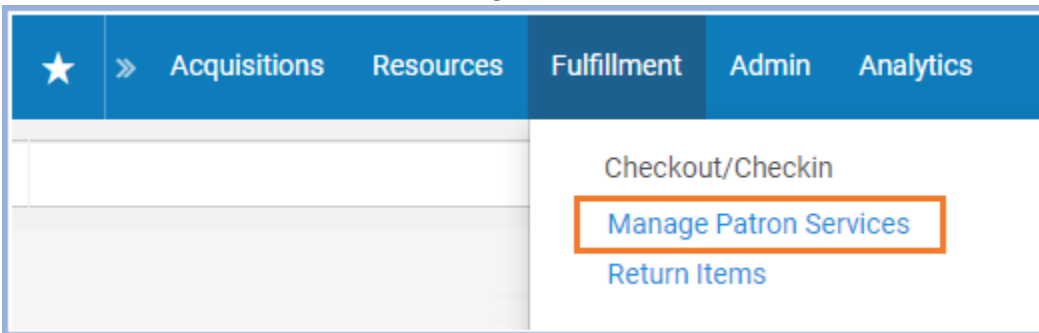 Acquisitions Resources Fulfillment Admin Analytics
Checkout/Checkin
Manage Patron Services
Return Items